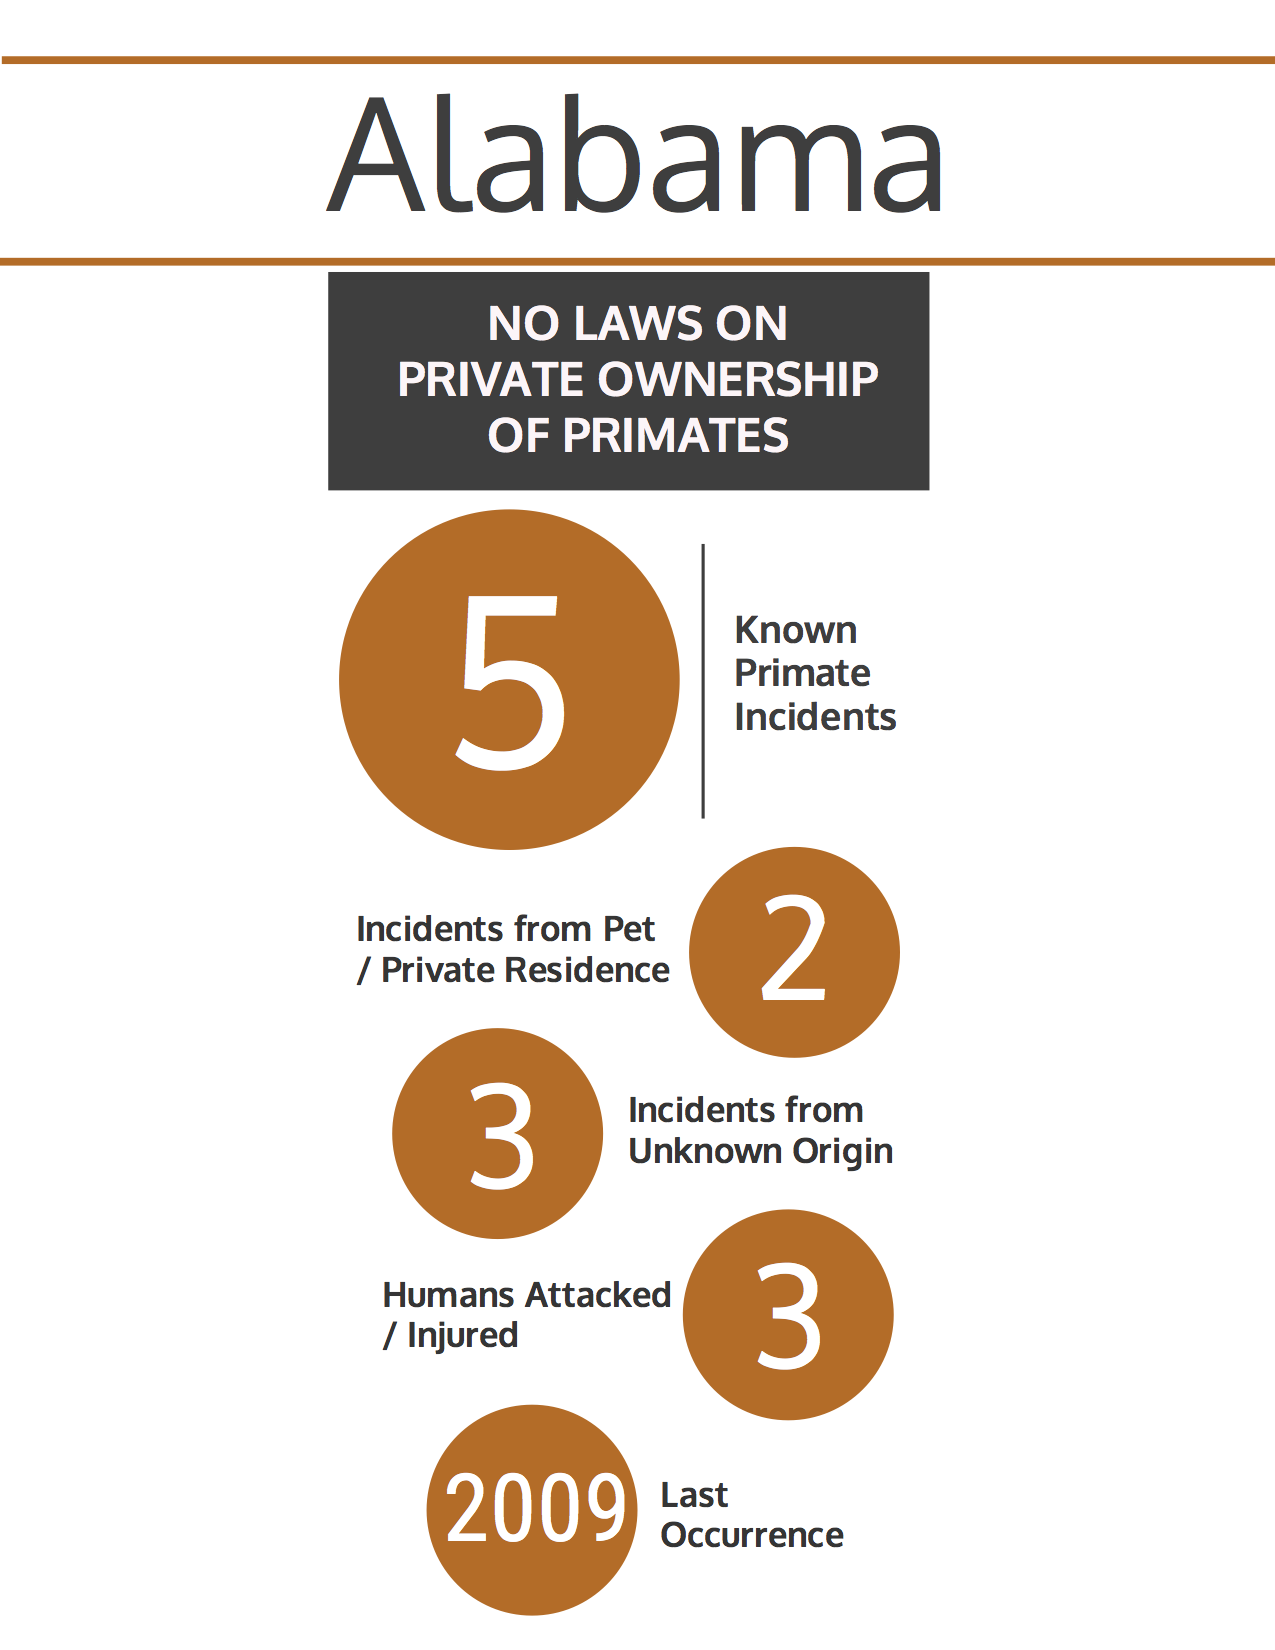 Alabama
NO LAWS ON
PRIVATE OWNERSHIP
OF PRIMATES
5
Known
Primate
Incidents
Incidents from Pet
/ Private Residence
2
3
Incidents from
Unknown Origin
Humans Attacked
/ Injured
3
2009
Last
Occurrence